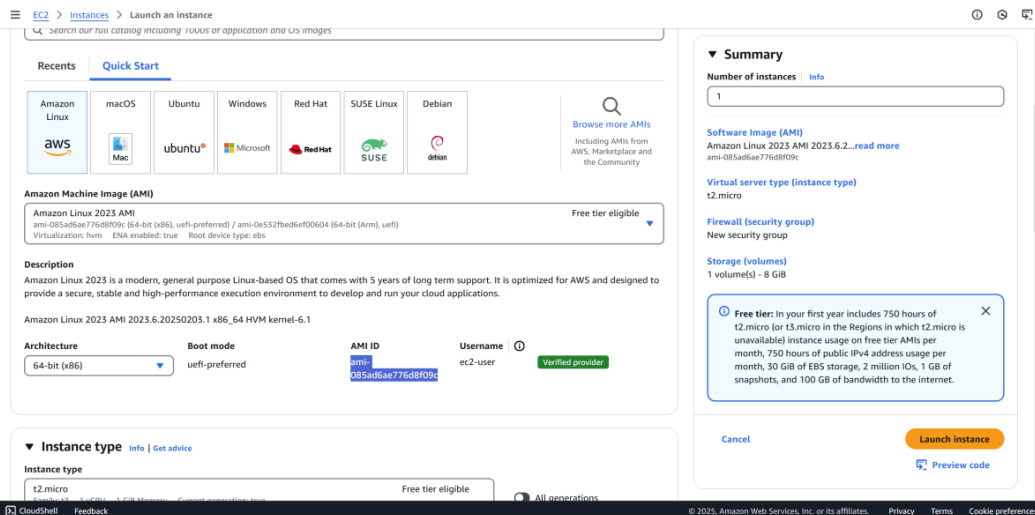 EC2 > Instances > Launch an instance
Search our full catalog including 1000s of application and OS images
Recents
Quick Start
Amazon Linux
aws
macOS
Mac
Ubuntu
ubuntu
Windows
Microsoft
Red Hat
Red Hat
SUSE Linux
SUSE
Debian
debian
Browse more AMIs
Including AMIs from
AWS, Marketplace and
the Community
Amazon Machine Image (AMI)
Amazon Linux 2023 AMI
Free tier eligible
ami-085ad6ae776d8f09c (64-bit (x86), uefi-preferred) / ami-0e532fbed6ef00604 (64-bit (Arm), uefi)
Virtualization: hvm ENA enabled: true Root device type: ebs
Description
Amazon Linux 2023 is a modern, general purpose Linux-based OS that comes with 5 years of long term support. It is optimized for AWS and designed to
provide a secure, stable and high-performance execution environment to develop and run your cloud applications.
Amazon Linux 2023 AMI 2023.6.20250203.1 x86_64 HVM kernel-6.1
Architecture
64-bit (x86)
Boot mode
uefi-preferred
AMI ID
ami-
085ad6ae776d8f09c
Username
ec2-user
Verified provider
Instance type Info | Get advice
Instance type
t2.micro
Free tier eligible
Family: t2 1 vCPU 1 GiB Memory Current generation: true
All generations
Summary
Number of instances Info
1
Software Image (AMI)
Amazon Linux 2023 AMI 2023.6.2...read more
ami-085ad6ae776d8f09c
Virtual server type (instance type)
t2.micro
Firewall (security group)
New security group
Storage (volumes)
1 volume(s) - 8 GiB
Free tier: In your first year includes 750 hours of
t2.micro (or t3.micro in the Regions in which t2.micro is
unavailable) instance usage on free tier AMIs per
month, 750 hours of public IPv4 address usage per
month, 30 GiB of EBS storage, 2 million IOs, 1 GB of
snapshots, and 100 GB of bandwidth to the internet.
Cancel
Launch instance
Preview code
CloudShell Feedback
© 2025, Amazon Web Services, Inc. or its affiliates. Privacy Terms Cookie preferences